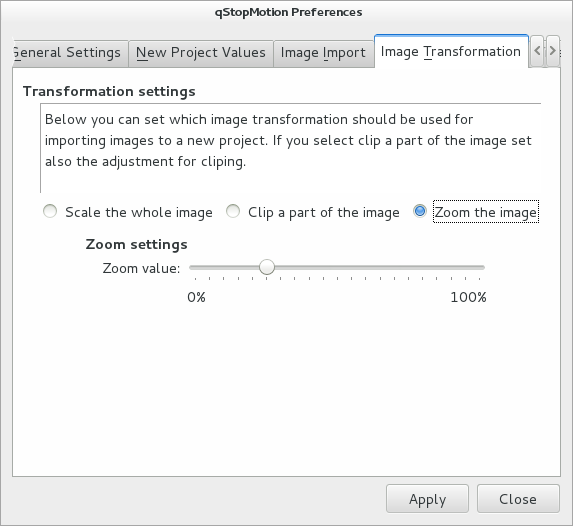 qStopMotion Preferences
General Settings
New Project Values
Image Import
Image Transformation
Transformation settings
Below you can set which image transformation should be used for
importing images to a new project. If you select clip a part of the image set
also the adjustment for cliping.
Scale the whole image
Clip a part of the image
Zoom the image
Zoom settings
Zoom value:
0%
100%
Apply
Close